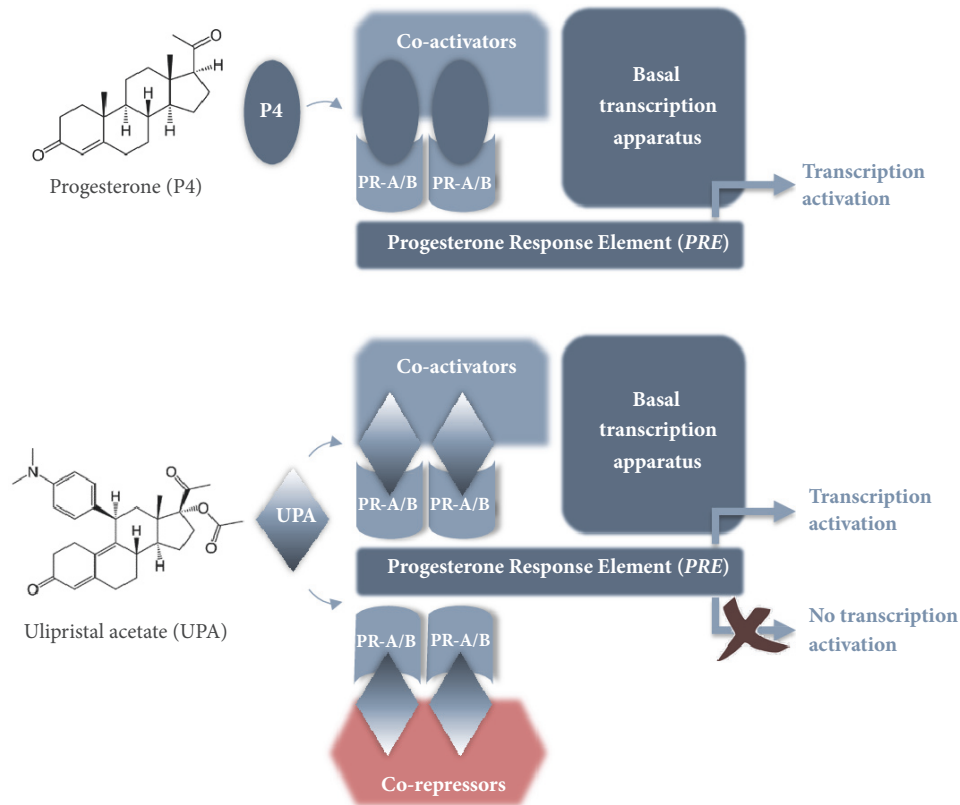 O
H
H
H
H
O
Progesterone (P4)
P4
Co-activators
PR-A/B
PR-A/B
Basal
transcription
apparatus
Transcription
activation
Progesterone Response Element (PRE)
N
H
O
O
O
H
H
O
Ulipristal acetate (UPA)
UPA
Co-activators
PR-A/B
PR-A/B
Basal
transcription
apparatus
Transcription
activation
Progesterone Response Element (PRE)
No transcription
activation
PR-A/B
PR-A/B
Co-repressors